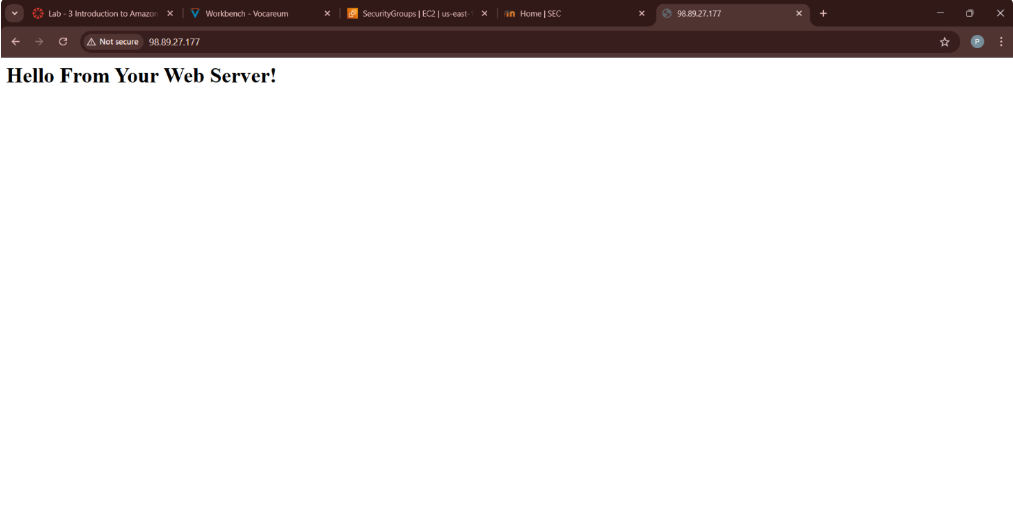 Lab - 3 Introduction to Amazon
Workbench - Vocareum
SecurityGroups | EC2 | us-east-
Home | SEC
98.89.27.177
Not secure
98.89.27.177
P
Hello From Your Web Server!